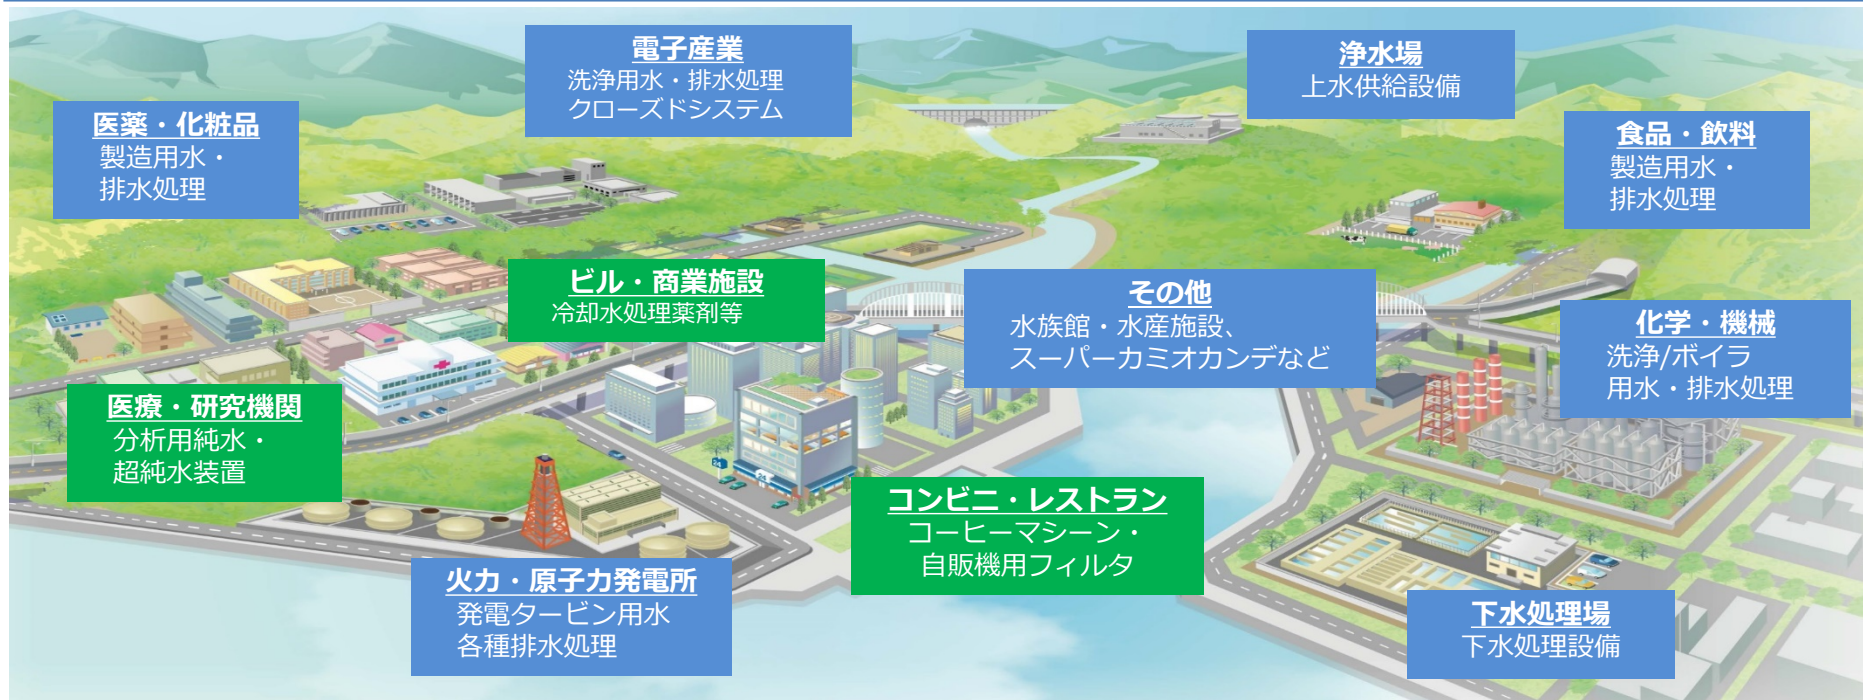 電子産業
洗浄用水・排水処理
クローズドシステム
浄水場
上水供給設備
医薬・化粧品
製造用水・
排水処理
食品・飲料
製造用水・
排水処理
ビル・商業施設
冷却水処理薬剤等
その他
水族館・水産施設、
スーパーカミオカンデなど
化学・機械
洗浄/ボイラ
用水・排水処理
医療・研究機関
分析用純水・
超純水装置
コンビニ・レストラン
コーヒーマシーン・
自販機用フィルタ
火力・原子力発電所
発電タービン用水
各種排水処理
下水処理場
下水処理設備